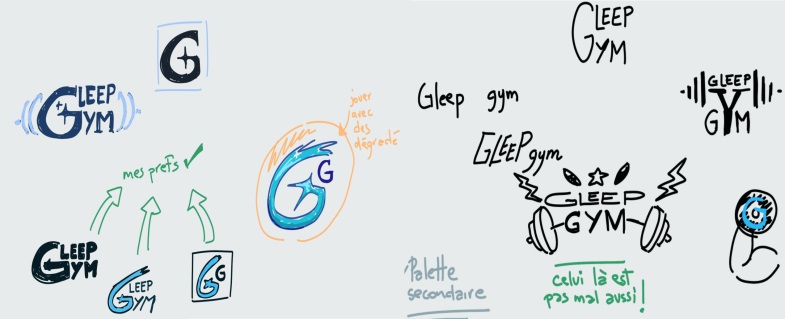 G
GLEEP
GYM
mes prefs
GLEEP
GYM
GLEEP
GYM
G
G
jouer
avec
des
dégradé
G
G
GLEEP
GYM
Gleep gym
GLEEP gym
GLEEP
GYM
GLEEP
GYM
G
Palette
secondaire
celui là est
pas mal aussi !